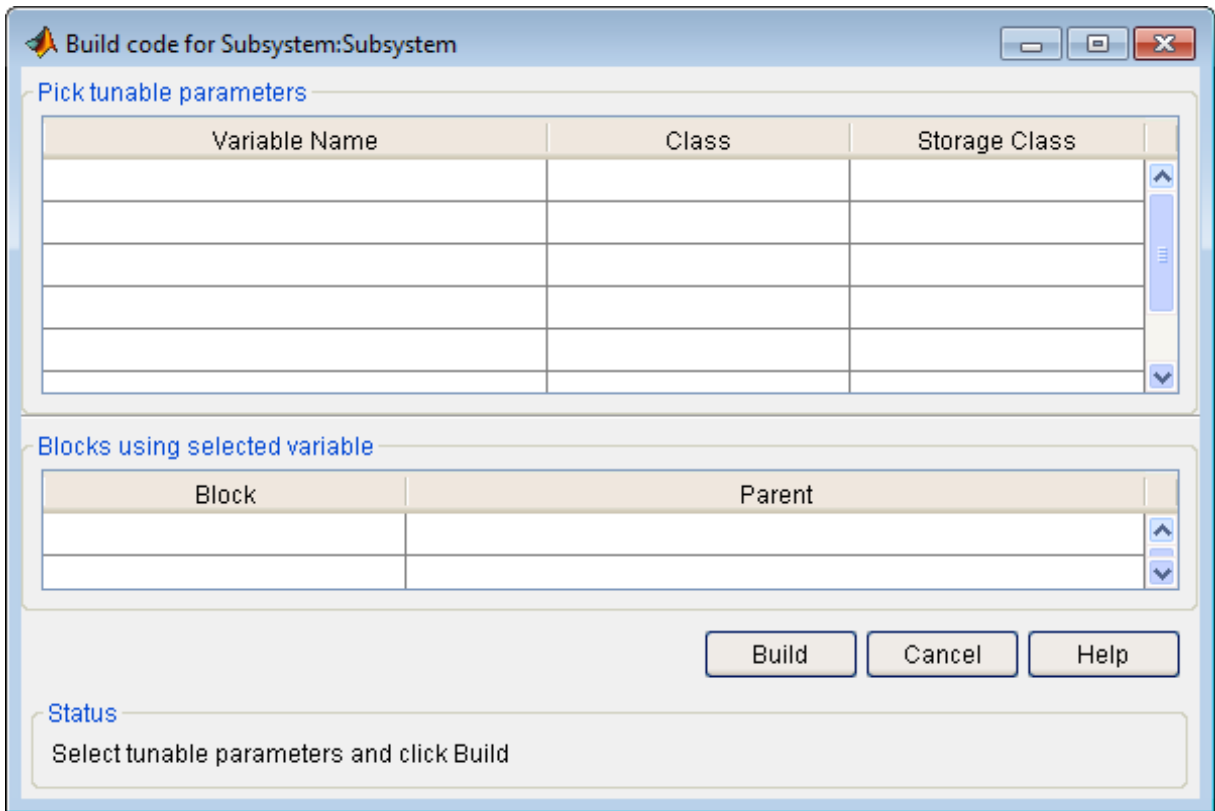 Build code for Subsystem:Subsystem
Pick tunable parameters
Variable Name Class Storage Class
Blocks using selected variable
Block Parent
Build Cancel Help
Status
Select tunable parameters and click Build